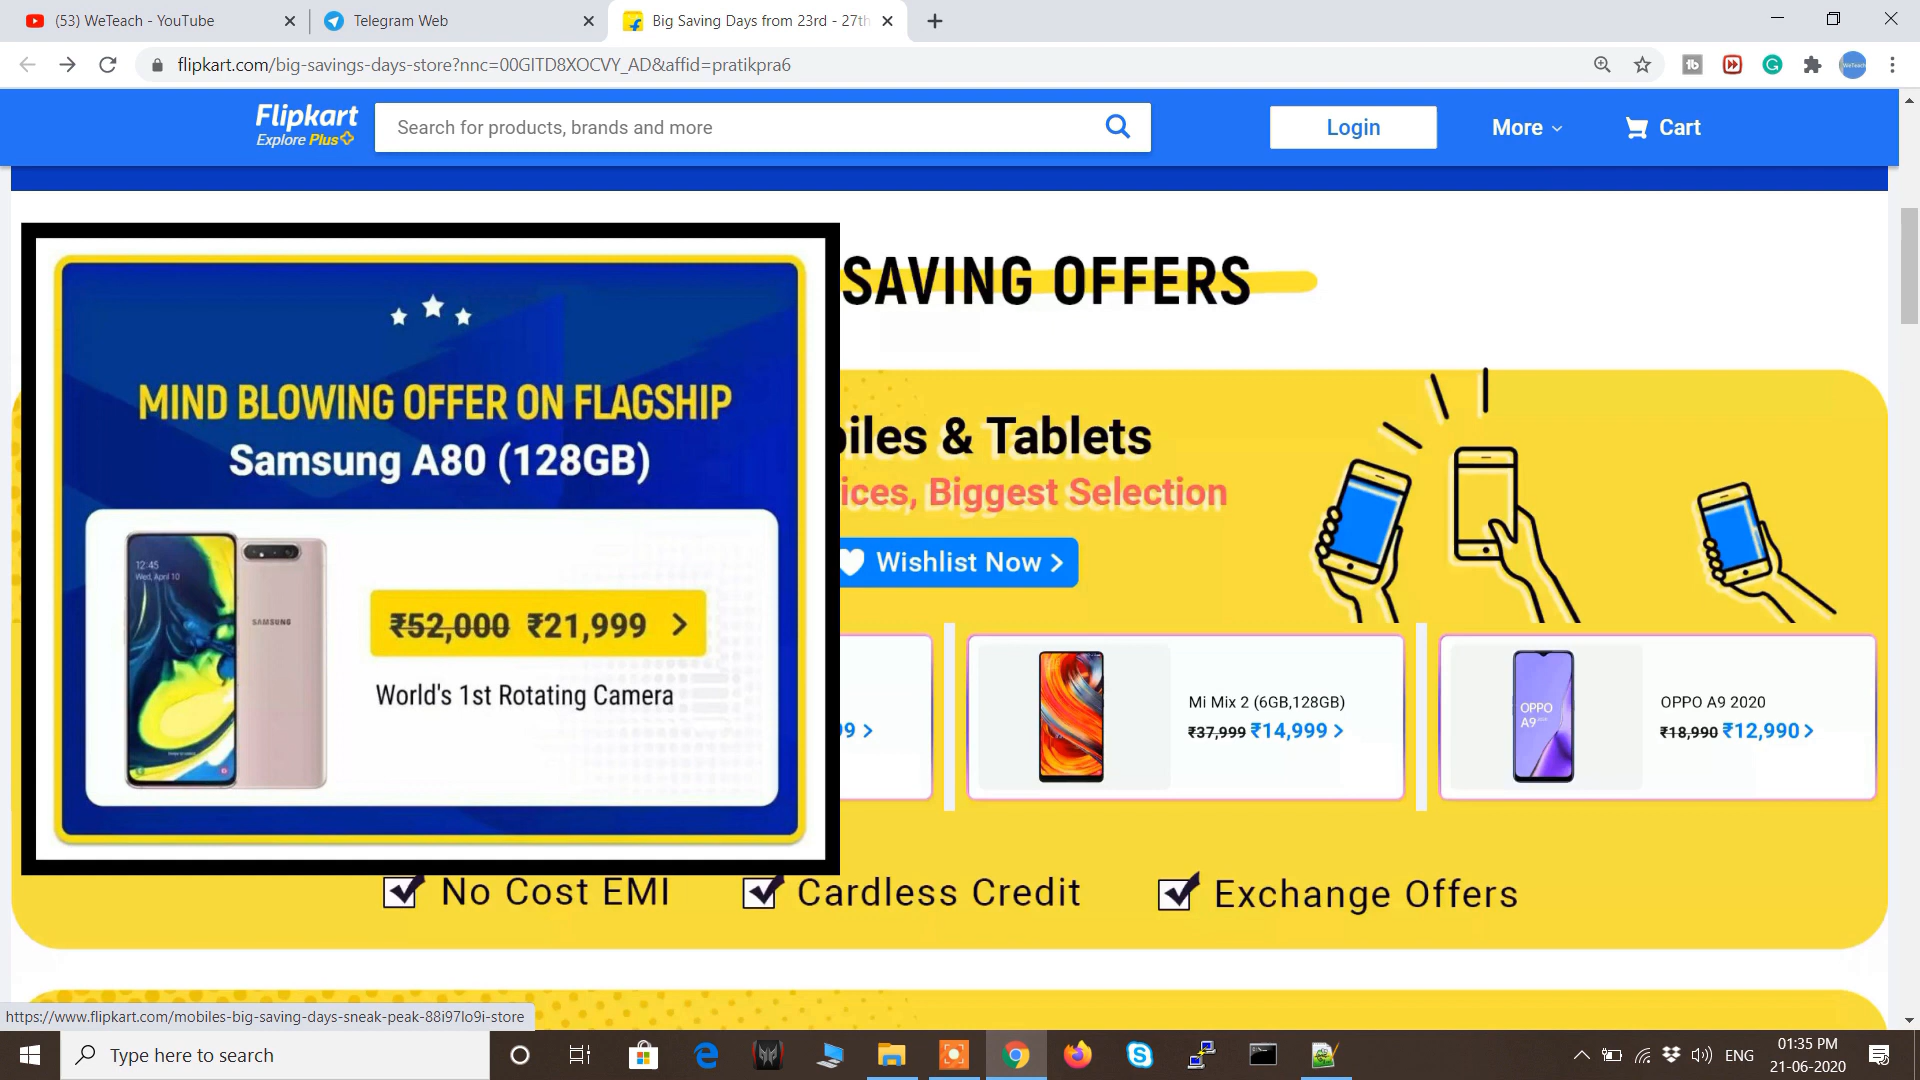 (53) WeTeach - YouTube
Telegram Web
Big Saving Days from 23rd - 27th
flipkart.com/big-savings-days-store?nnc=00GITD8XOCVY_AD&affid=pratikpra6
Flipkart
Explore Plus
Search for products, brands and more
Login
More
Cart
SAVING OFFERS
MIND BLOWING OFFER ON FLAGSHIP
Samsung A80 (128GB)
12:45
Wed, April 10
SAMSUNG
₹52,000 ₹21,999 >
World's 1st Rotating Camera
iles & Tablets
ices, Biggest Selection
Wishlist Now >
99 >
Mi Mix 2 (6GB,128GB)
₹37,999 ₹14,999 >
OPPO
A9 2020
OPPO A9 2020
₹18,990 ₹12,990 >
No Cost EMI
Cardless Credit
Exchange Offers
https://www.flipkart.com/mobiles-big-saving-days-sneak-peak-88i97lo9i-store
Type here to search
ENG
01:35 PM
21-06-2020